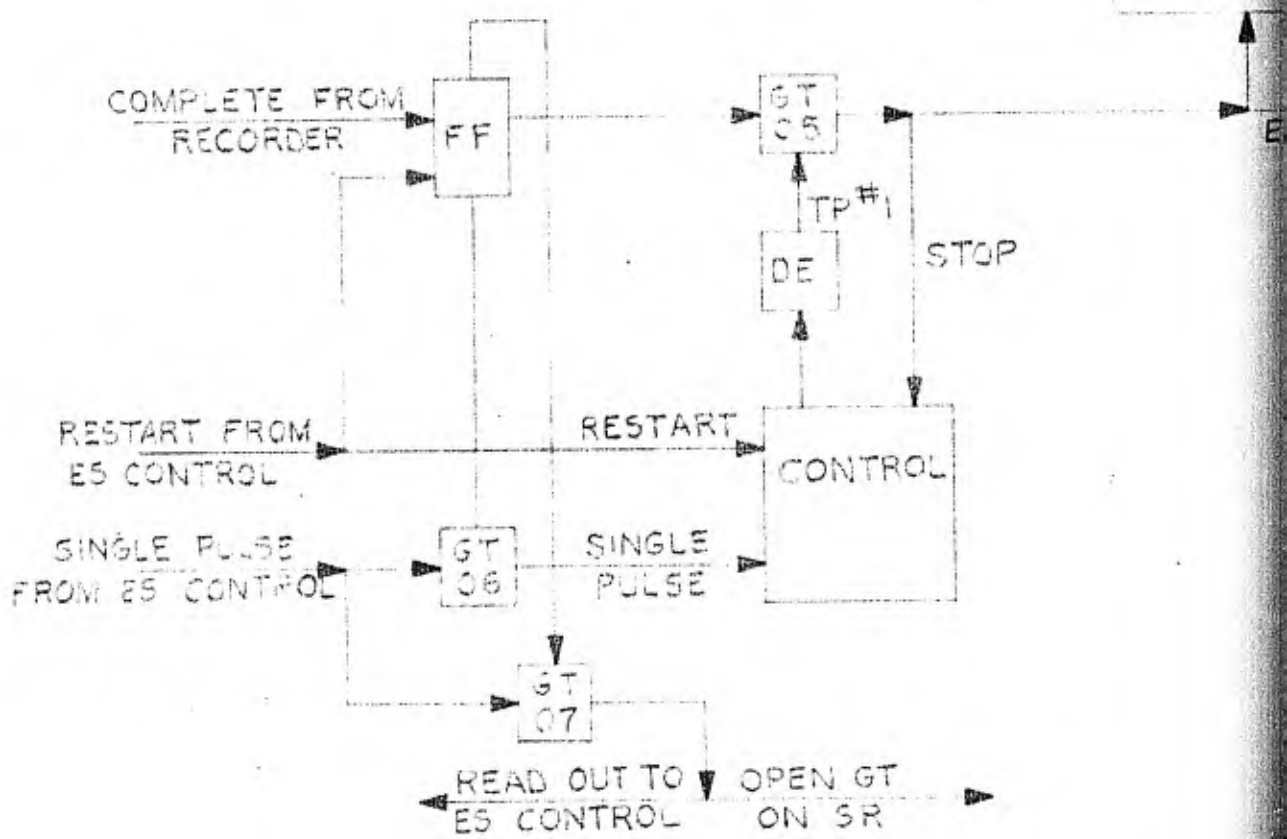 COMPLETE FROM
RECORDER
FF
GT
05
TP#1
DE
STOP
RESTART FROM
ES CONTROL
RESTART
CONTROL
SINGLE PULSE
FROM ES CONTROL
GT
06
SINGLE
PULSE
GT
07
READ OUT TO
ES CONTROL
OPEN GT
ON SR